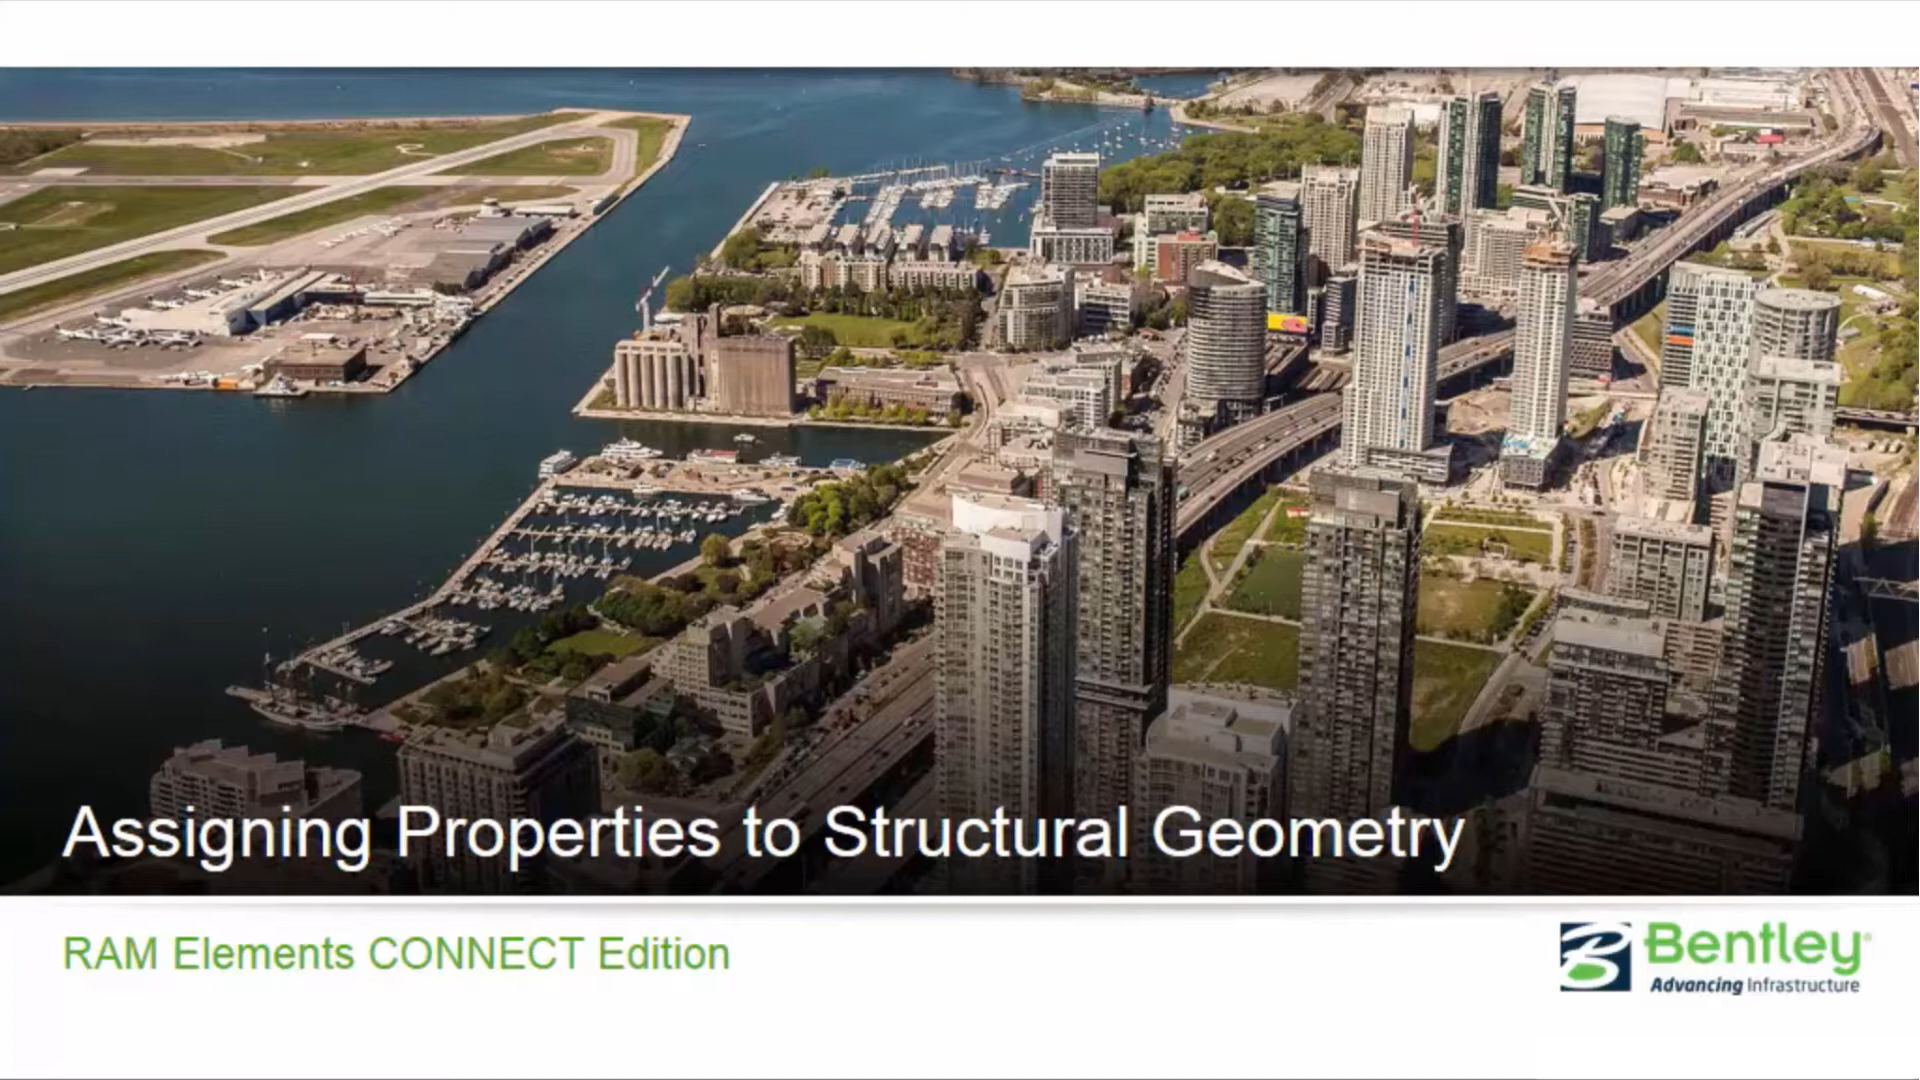 Assigning Properties to Structural Geometry
RAM Elements CONNECT Edition
Bentley®
Advancing Infrastructure